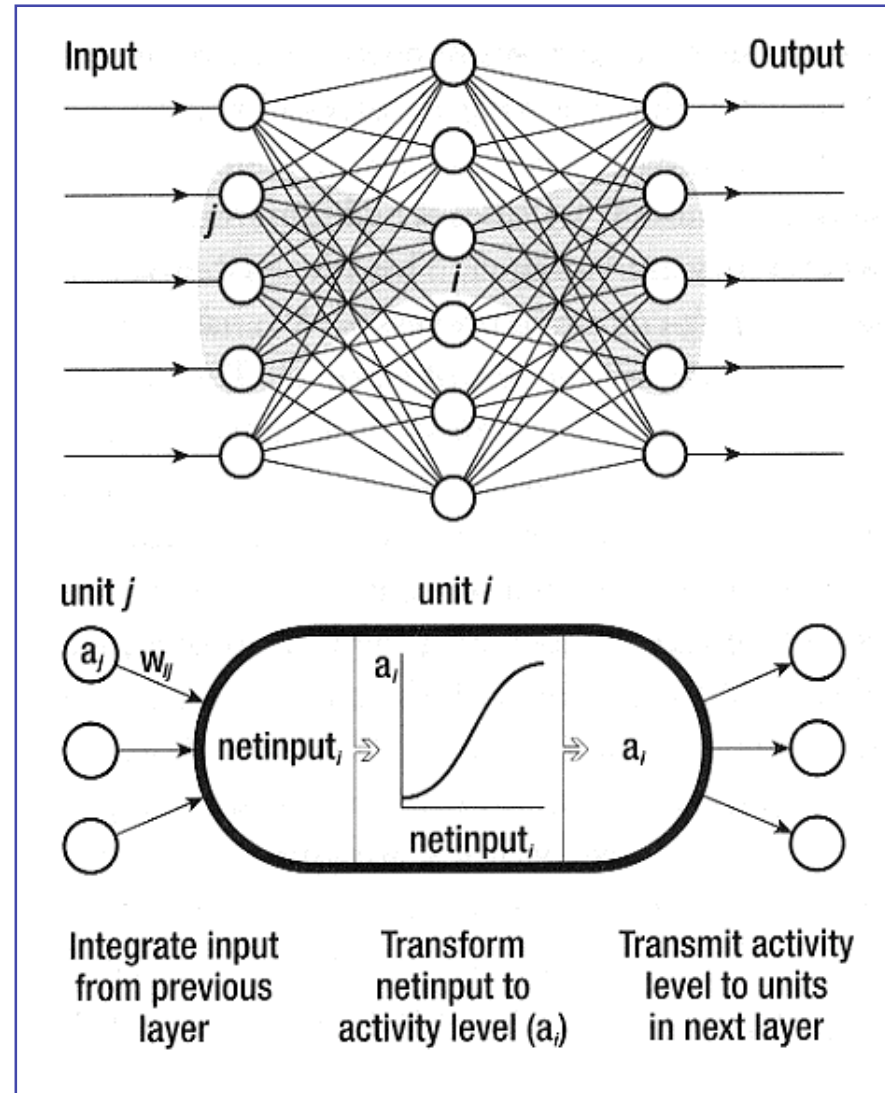 Input
Output
j
i
unit j
unit i
aj
wij
netinputi
ai
netinputi
ai
Integrate input
from previous
layer
Transform
netinput to
activity level (ai)
Transmit activity
level to units
in next layer